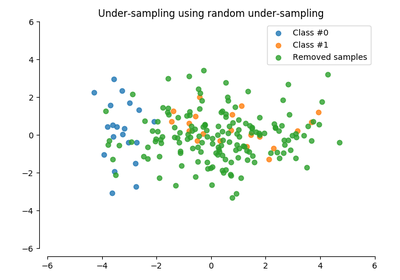 Under-sampling using random under-sampling
Class #0
Class #1
Removed samples
6
4
2
0
−2
−4
−6
−6 −4 −2 0 2 4 6